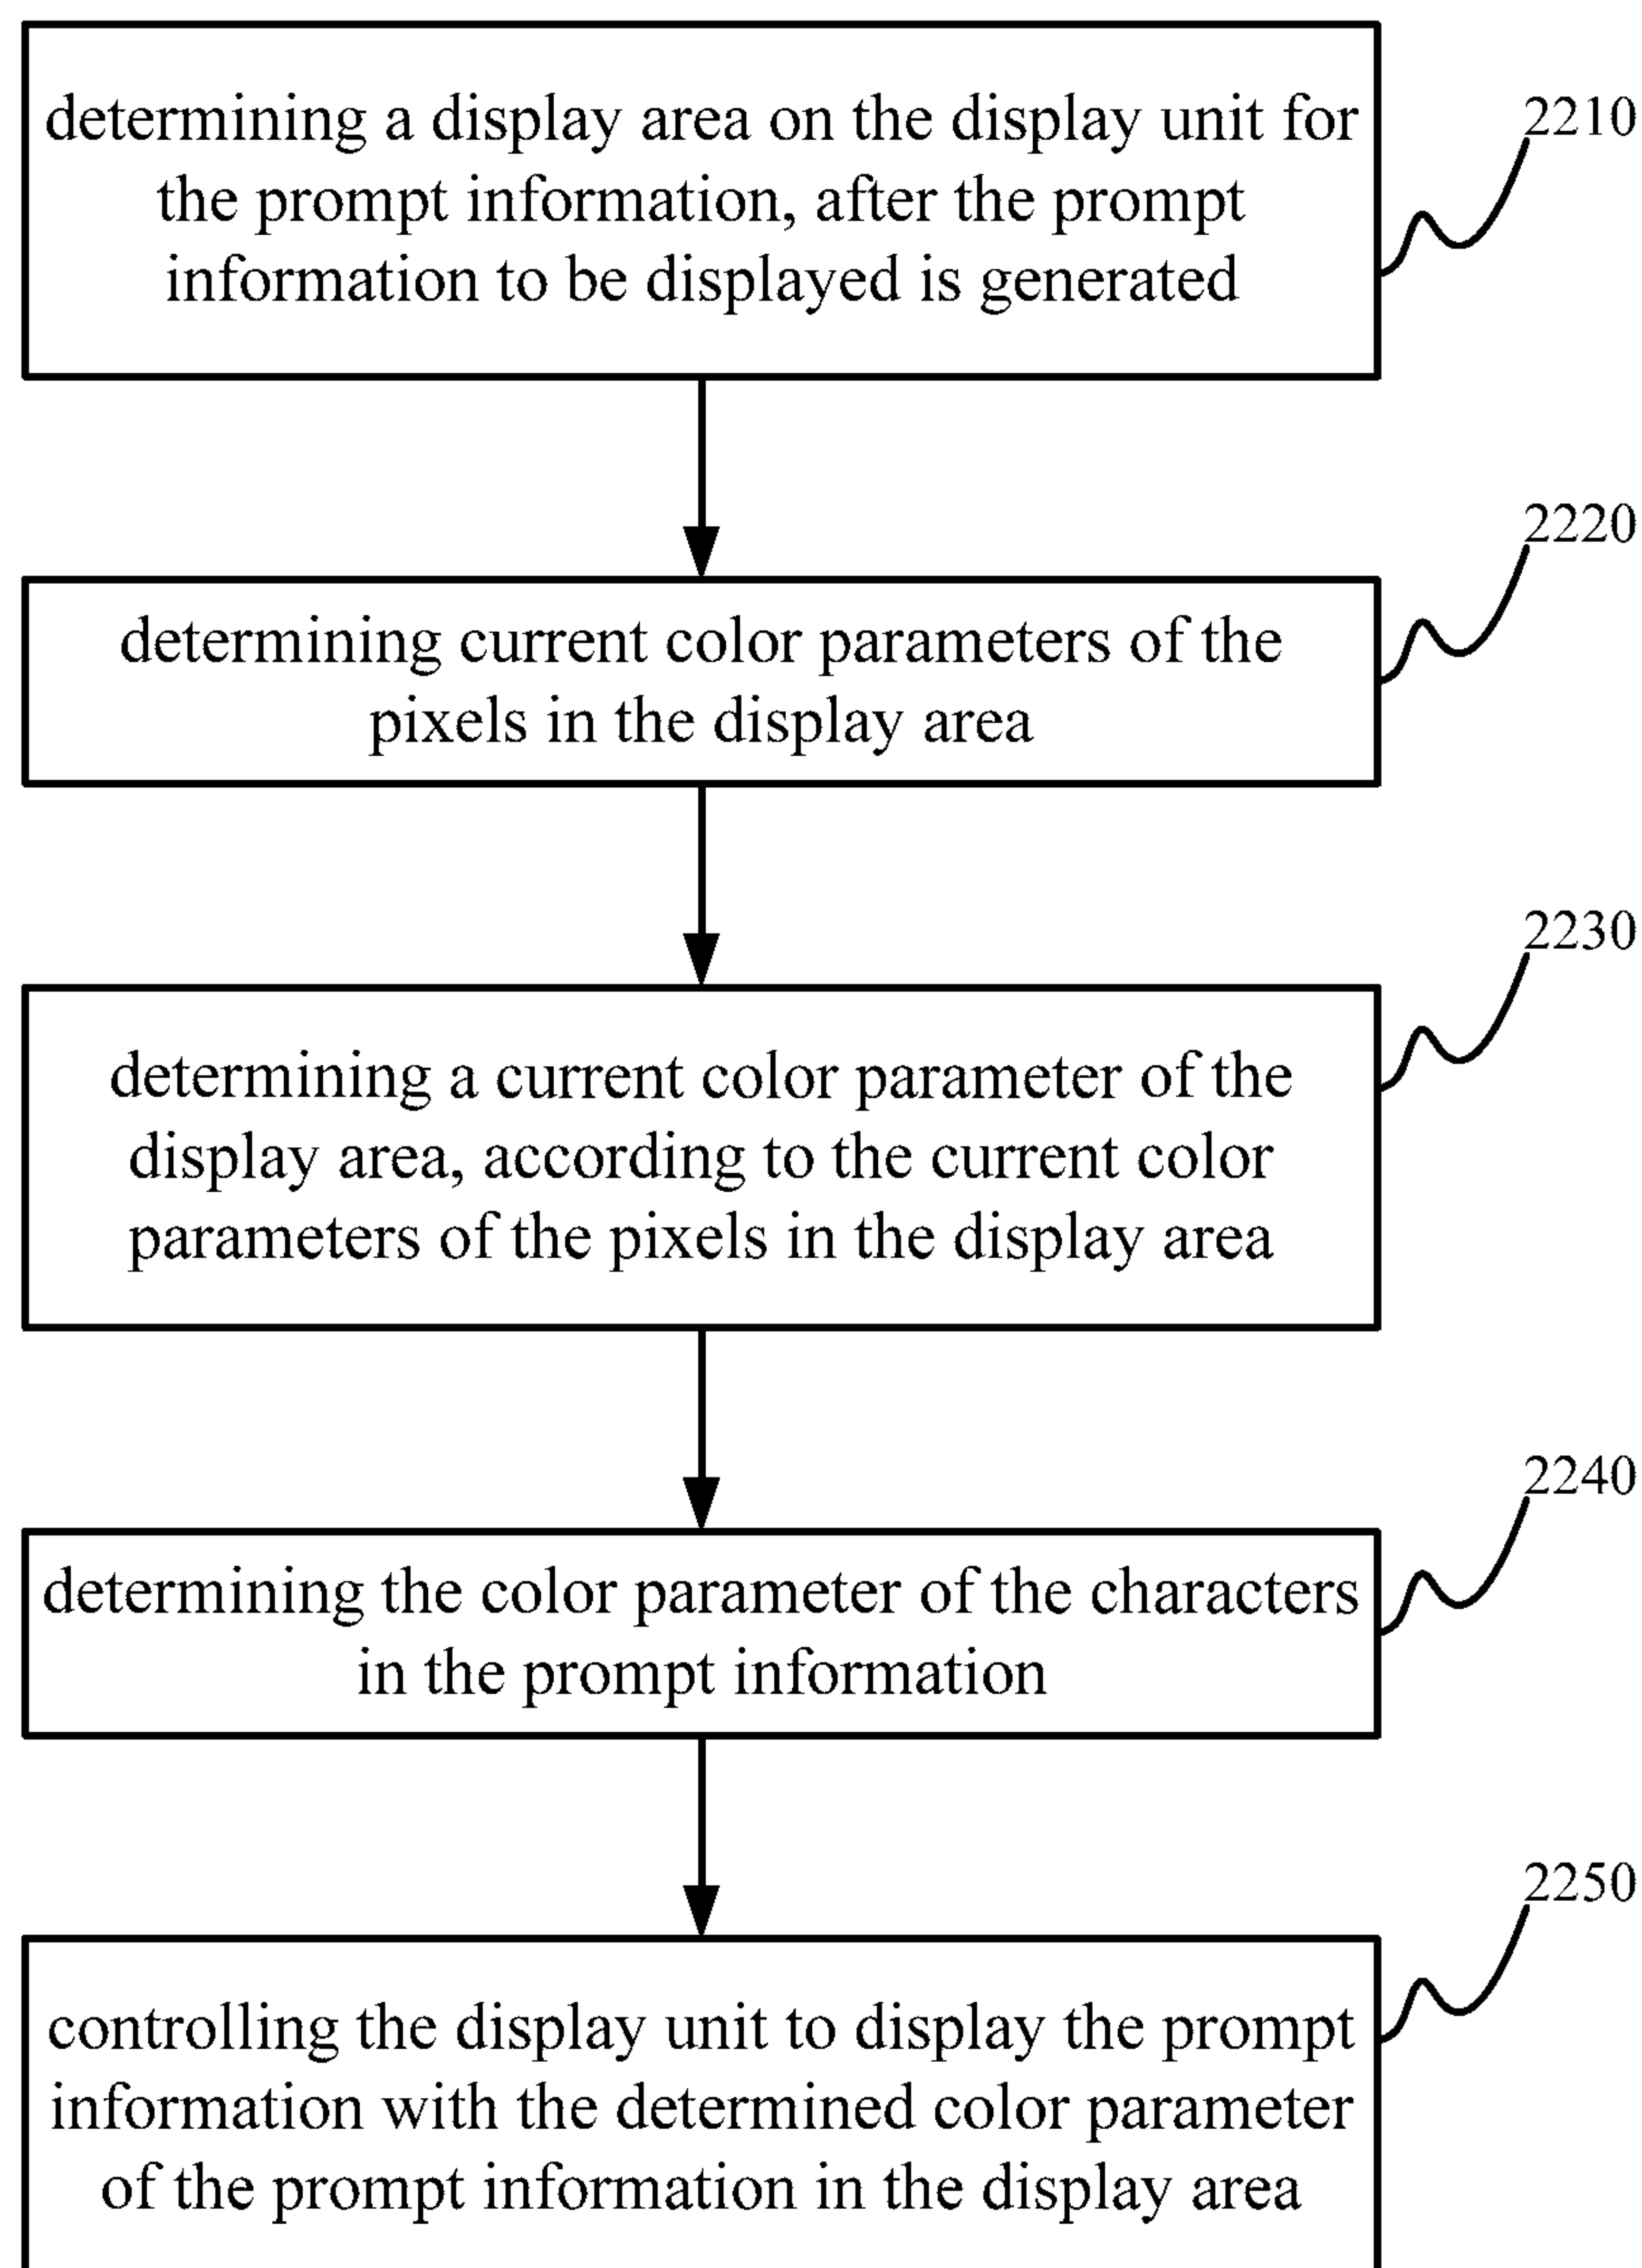 determining a display area on the display unit for
the prompt information, after the prompt
information to be displayed is generated
2210
determining current color parameters of the
pixels in the display area
2220
determining a current color parameter of the
display area, according to the current color
parameters of the pixels in the display area
2230
determining the color parameter of the characters
in the prompt information
2240
controlling the display unit to display the prompt
information with the determined color parameter
of the prompt information in the display area
2250